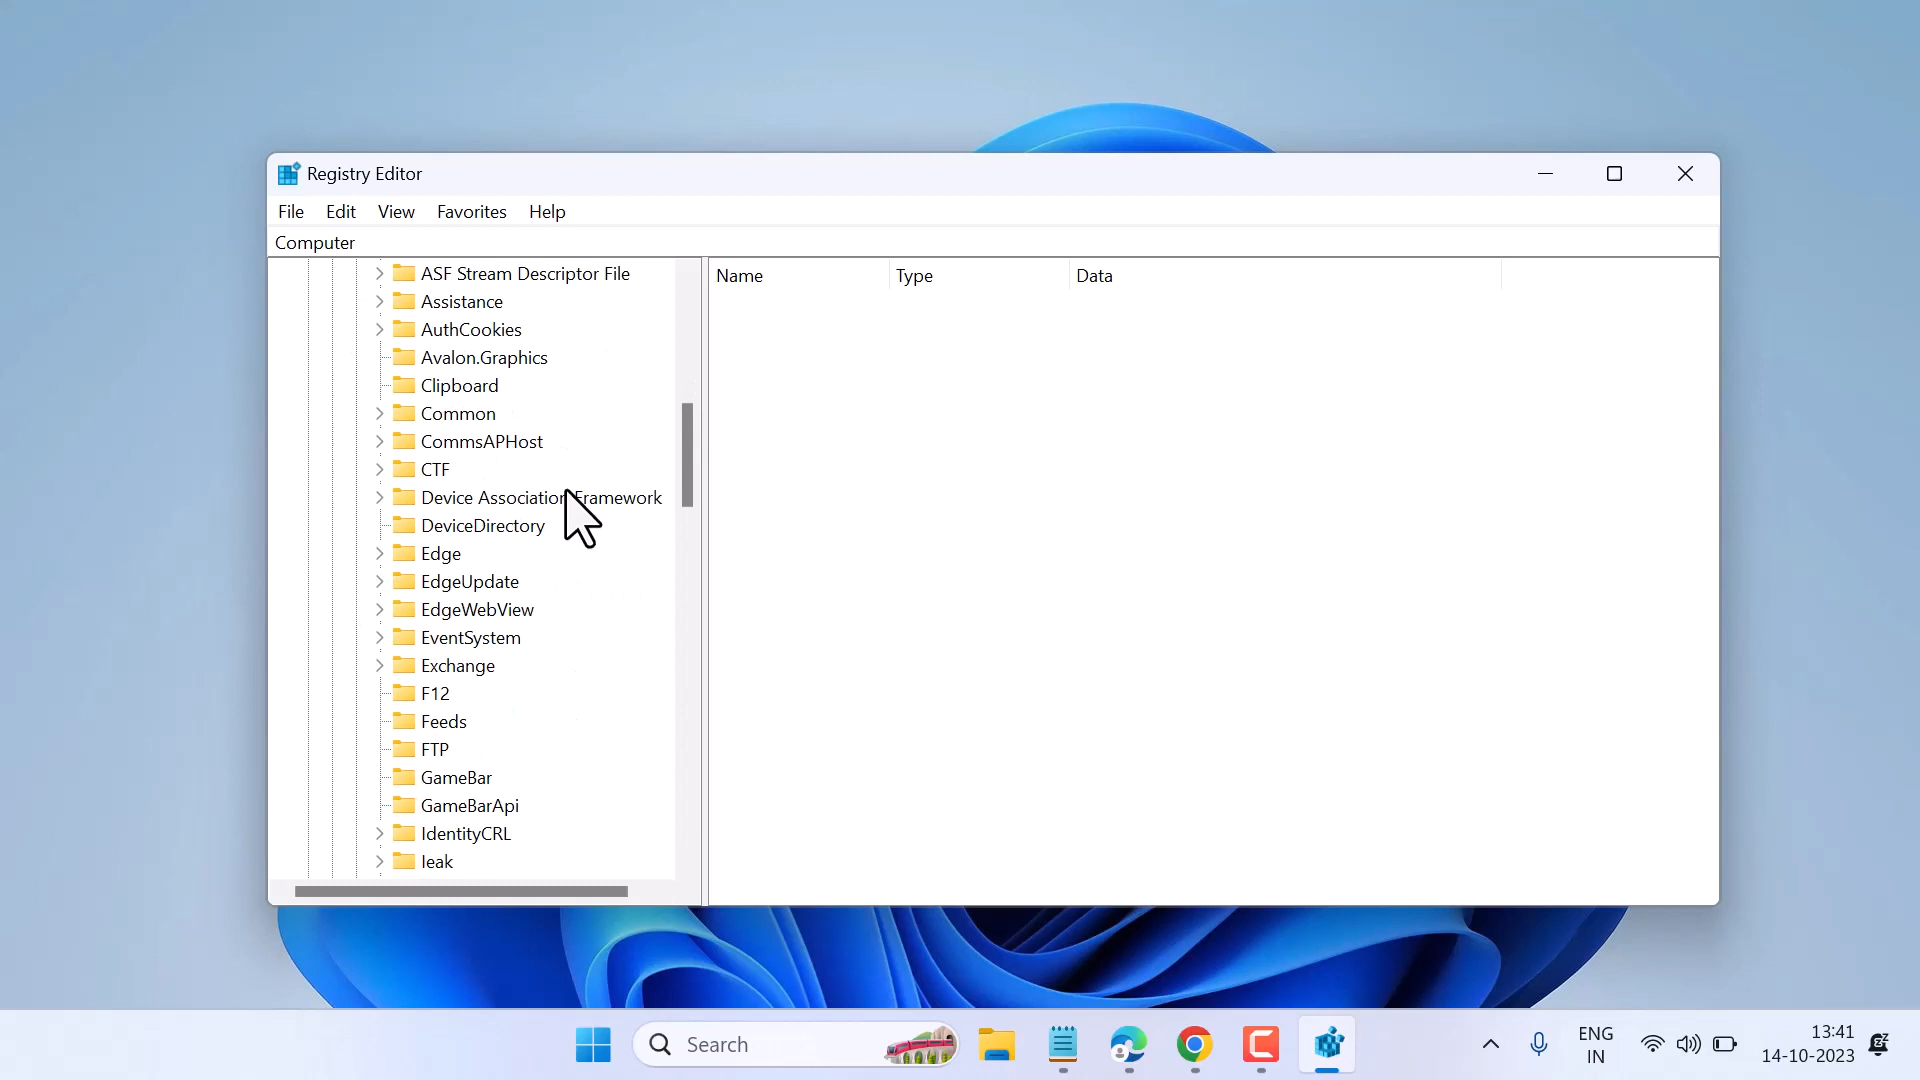 Registry Editor
File Edit View Favorites Help
Computer
ASF Stream Descriptor File
Assistance
AuthCookies
Avalon.Graphics
Clipboard
Common
CommsAPHost
CTF
Device Association Framework
DeviceDirectory
Edge
EdgeUpdate
EdgeWebView
EventSystem
Exchange
F12
Feeds
FTP
GameBar
GameBarApi
IdentityCRL
Ieak
Name Type Data
Search
ENG
IN
13:41
14-10-2023